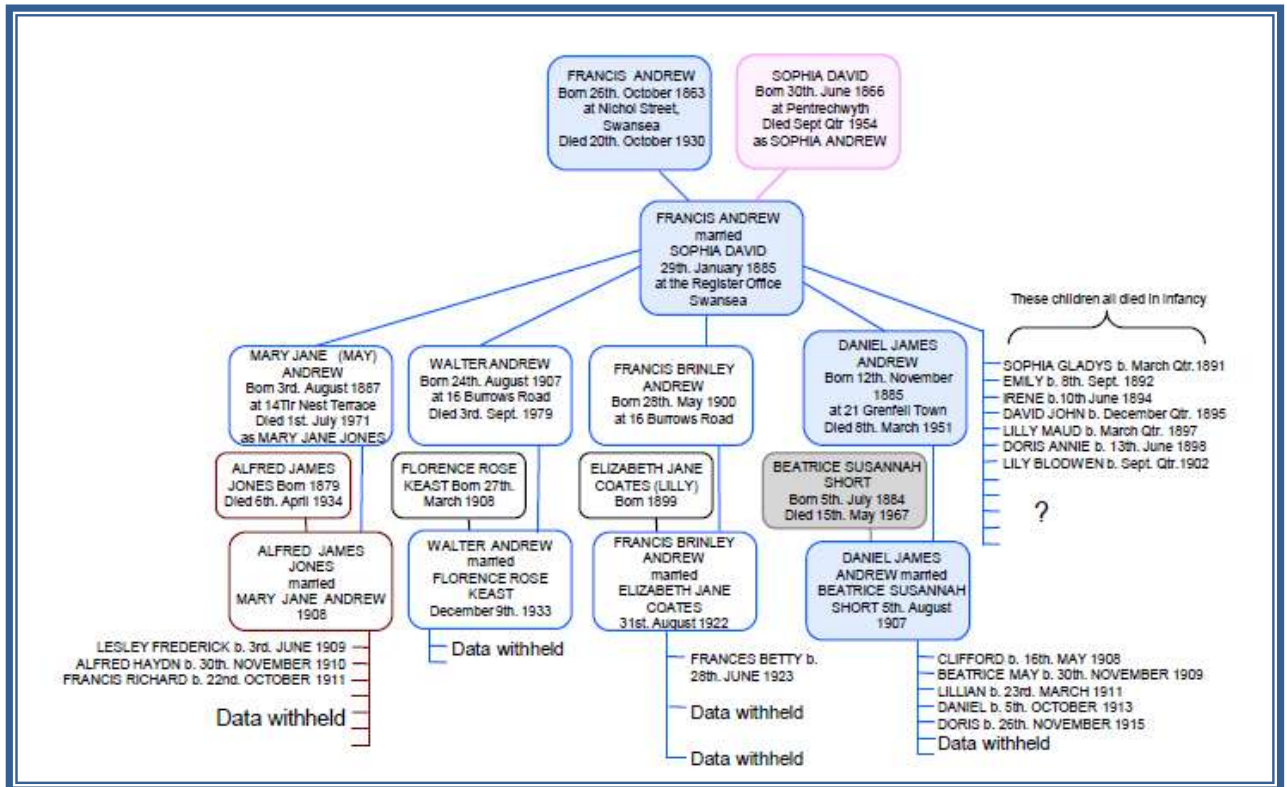 FRANCIS ANDREW
Born 26th. October 1863
at Nichol Street,
Swansea
Died 20th. October 1930
SOPHIA DAVID
Born 30th. June 1866
at Pentrechwyth
Died Sept Qtr 1954
as SOPHIA ANDREW
FRANCIS ANDREW
married
SOPHIA DAVID
29th. January 1885
at the Register Office
Swansea
These children all died in infancy
MARY JANE (MAY)
ANDREW
Born 3rd. August 1887
at 14Tir Nest Terrace
Died 1st. July 1971
as MARY JANE JONES
WALTER ANDREW
Born 24th. August 1907
at 16 Burrows Road
Died 3rd. Sept. 1979
FRANCIS BRINLEY
ANDREW
Born 28th. May 1900
at 16 Burrows Road
DANIEL JAMES
ANDREW
Born 12th. November
1885
at 21 Grenfell Town
Died 8th. March 1951
SOPHIA GLADYS b. March Qtr.1891
EMILY b. 8th. Sept. 1892
IRENE b.10th June 1894
DAVID JOHN b. December Qtr. 1895
LILLY MAUD b. March Qtr. 1897
DORIS ANNIE b. 13th. June 1898
LILY BLODWEN b. Sept. Qtr.1902
?
ALFRED JAMES
JONES Born 1879
Died 6th. April 1934
FLORENCE ROSE
KEAST Born 27th.
March 1908
ELIZABETH JANE
COATES (LILLY)
Born 1899
BEATRICE SUSANNAH
SHORT
Born 5th. July 1884
Died 15th. May 1967
ALFRED JAMES
JONES
married
MARY JANE ANDREW
1908
WALTER ANDREW
married
FLORENCE ROSE
KEAST
December 9th. 1933
FRANCIS BRINLEY
ANDREW
married
ELIZABETH JANE
COATES
31st. August 1922
DANIEL JAMES
ANDREW married
BEATRICE SUSANNAH
SHORT 5th. August
1907
LESLEY FREDERICK b. 3rd. JUNE 1909
ALFRED HAYDN b. 30th. NOVEMBER 1910
FRANCIS RICHARD b. 22nd. OCTOBER 1911
Data withheld
Data withheld
FRANCES BETTY b.
28th. JUNE 1923
Data withheld
Data withheld
CLIFFORD b. 16th. MAY 1908
BEATRICE MAY b. 30th. NOVEMBER 1909
LILLIAN b. 23rd. MARCH 1911
DANIEL b. 5th. OCTOBER 1913
DORIS b. 26th. NOVEMBER 1915
Data withheld